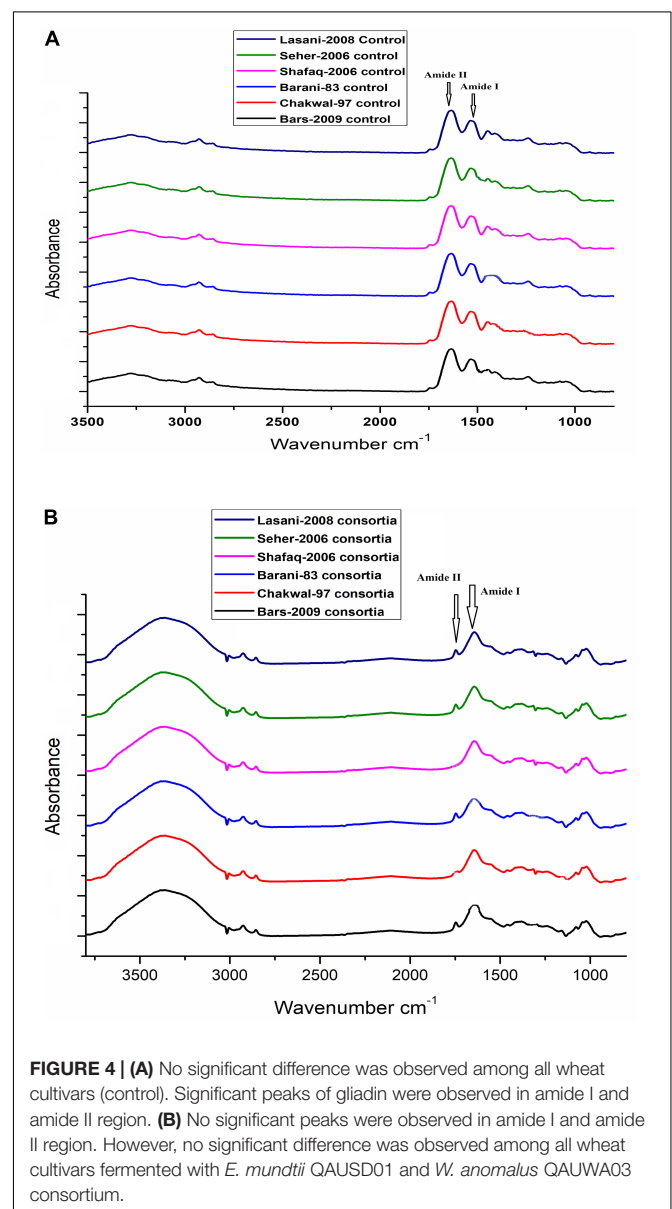 A
Lasani-2008 Control
Seher-2006 control
Shafaq-2006 control
Barani-83 control
Chakwal-97 control
Bars-2009 control
Amide II
Amide I
Absorbance
3500
3000
2500
2000
1500
1000
Wavenumber cm-1
B
Lasani-2008 consortia
Seher-2006 consortia
Shafaq-2006 consortia
Barani-83 consortia
Chakwal-97 consortia
Bars-2009 consortia
Amide II
Amide I
Absorbance
3500
3000
2500
2000
1500
1000
Wavenumber cm-1
FIGURE 4 | (A) No significant difference was observed among all wheat
cultivars (control). Significant peaks of gliadin were observed in amide I and
amide II region. (B) No significant peaks were observed in amide I and amide
II region. However, no significant difference was observed among all wheat
cultivars fermented with E. mundtii QAUSD01 and W. anomalus QAUWA03
consortium.